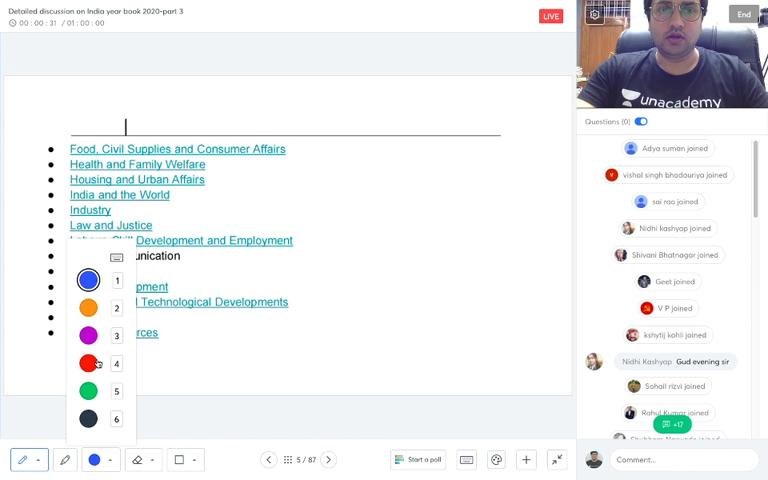 Detailed discussion on India year book 2020-part 3
00 : 00 : 31 / 01 : 00 : 00
LIVE
End
unacademy
Questions (0)
Food, Civil Supplies and Consumer Affairs
Health and Family Welfare
Housing and Urban Affairs
India and the World
Industry
Law and Justice
Development and Employment
unication
opment
Technological Developments
rces
1
2
3
4
5
6
Adya suman joined
vishal singh bhadouriya joined
sai rao joined
Nidhi kashyap joined
Shivani Bhatnagar joined
Geet joined
V P joined
kshytij kohli joined
Nidhi Kashyap Gud evening sir
Sohail rizvi joined
Rahul Kumar joined
+17
5 / 87
Start a poll
Comment...